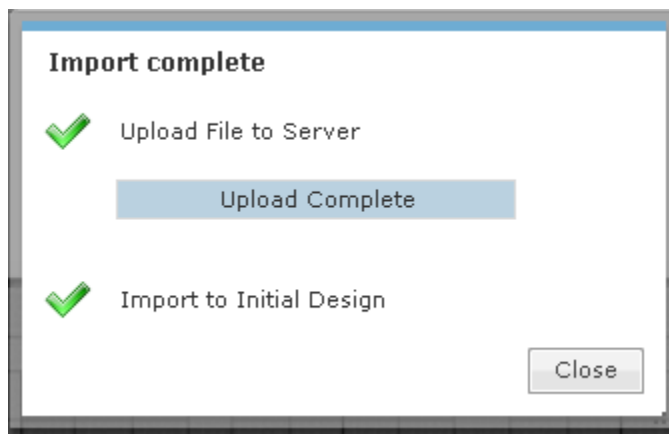 Import complete
Upload File to Server
Upload Complete
Import to Initial Design
Close